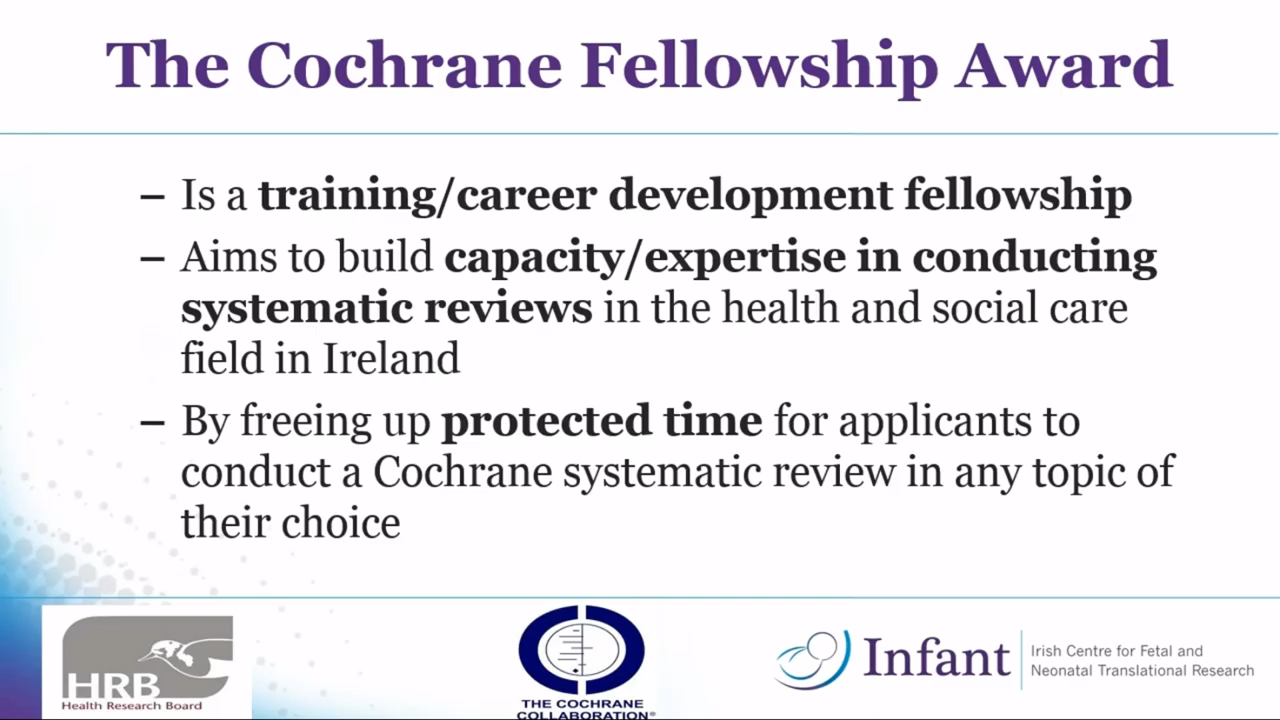 The Cochrane Fellowship Award
– Is a training/career development fellowship
– Aims to build capacity/expertise in conducting
systematic reviews in the health and social care
field in Ireland
– By freeing up protected time for applicants to
conduct a Cochrane systematic review in any topic of
their choice
HRB
Health Research Board
THE COCHRANE
COLLABORATION®
Infant
Irish Centre for Fetal and
Neonatal Translational Research